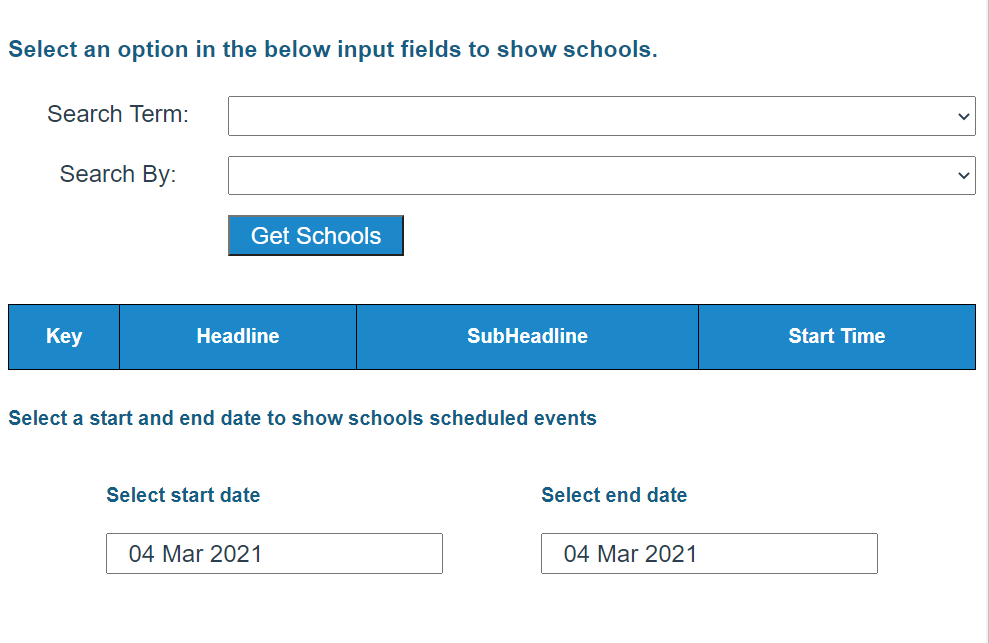 Select an option in the below input fields to show schools.
Search Term:
Search By:
Get Schools
Key Headline SubHeadline Start Time
Select a start and end date to show schools scheduled events
Select start date Select end date
04 Mar 2021 04 Mar 2021